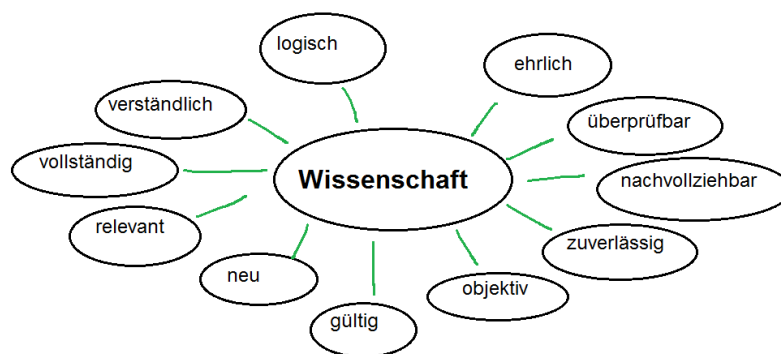 logisch
ehrlich
verständlich
überprüfbar
vollständig
Wissenschaft
nachvollziehbar
relevant
zuverlässig
neu
objektiv
gültig